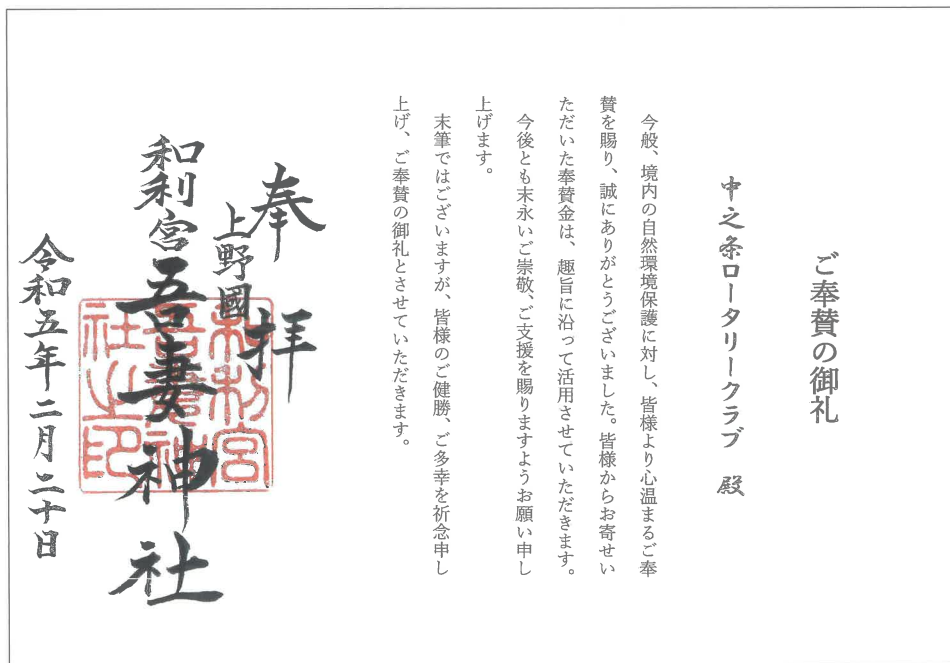 ご奉賛の御礼
中之条ロータリークラブ　殿
今般、境内の自然環境保護に対し、皆様より心温まるご奉
賛を賜り、誠にありがとうございました。皆様からお寄せい
ただいた奉賛金は、趣旨に沿って活用させていただきます。
今後とも末永いご崇敬、ご支援を賜りますようお願い申し
上げます。
末筆ではございますが、皆様のご健勝、ご多幸を祈念申し
上げ、ご奉賛の御礼とさせていただきます。
奉拝
上野國
和利宮吾妻神社
和利宮
吾妻神
社之印
令和五年二月二十日